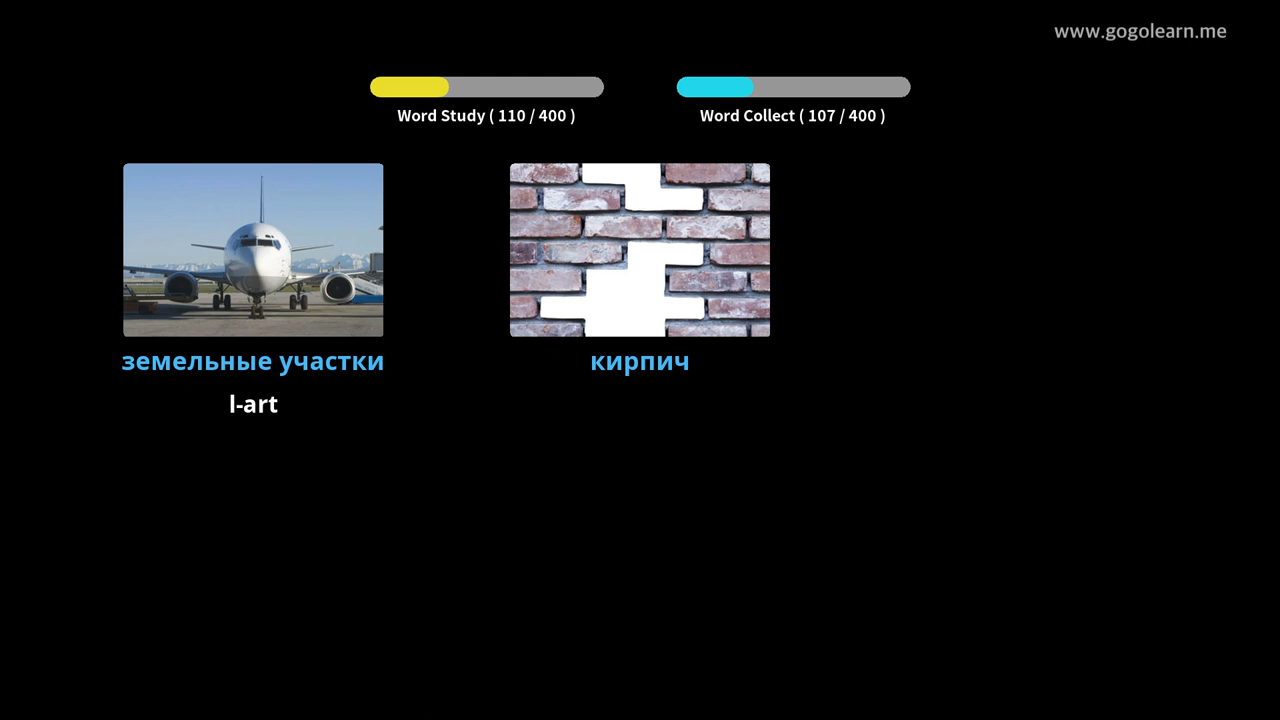 www.gogolearn.me
Word Study ( 110 / 400 )
Word Collect ( 107 / 400 )
земельные участки
кирпич
l-art